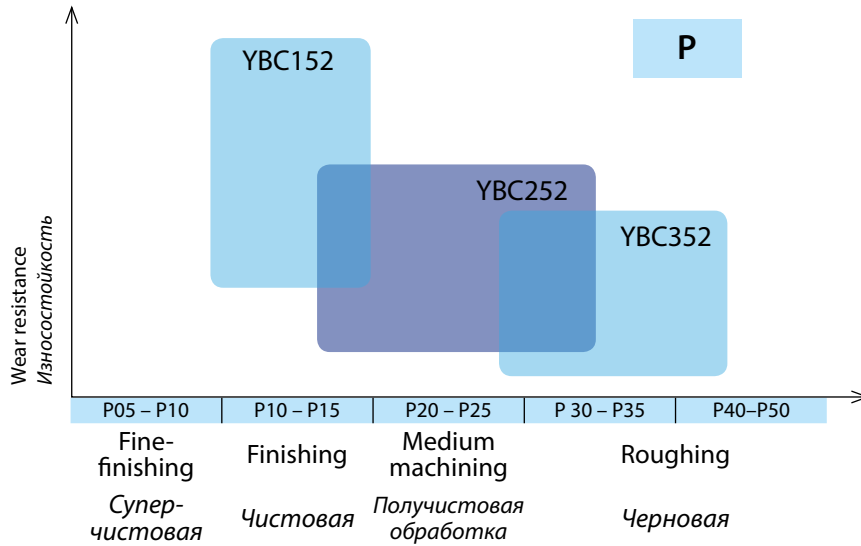 YBC152
P
YBC252
YBC352
Wear resistance
Износостойкость
P05 – P10
P10 – P15
P20 – P25
P 30 – P35
P40–P50
Fine-
finishing
Finishing
Medium
machining
Roughing
Супер-
чистовая
Чистовая
Получистовая
обработка
Черновая